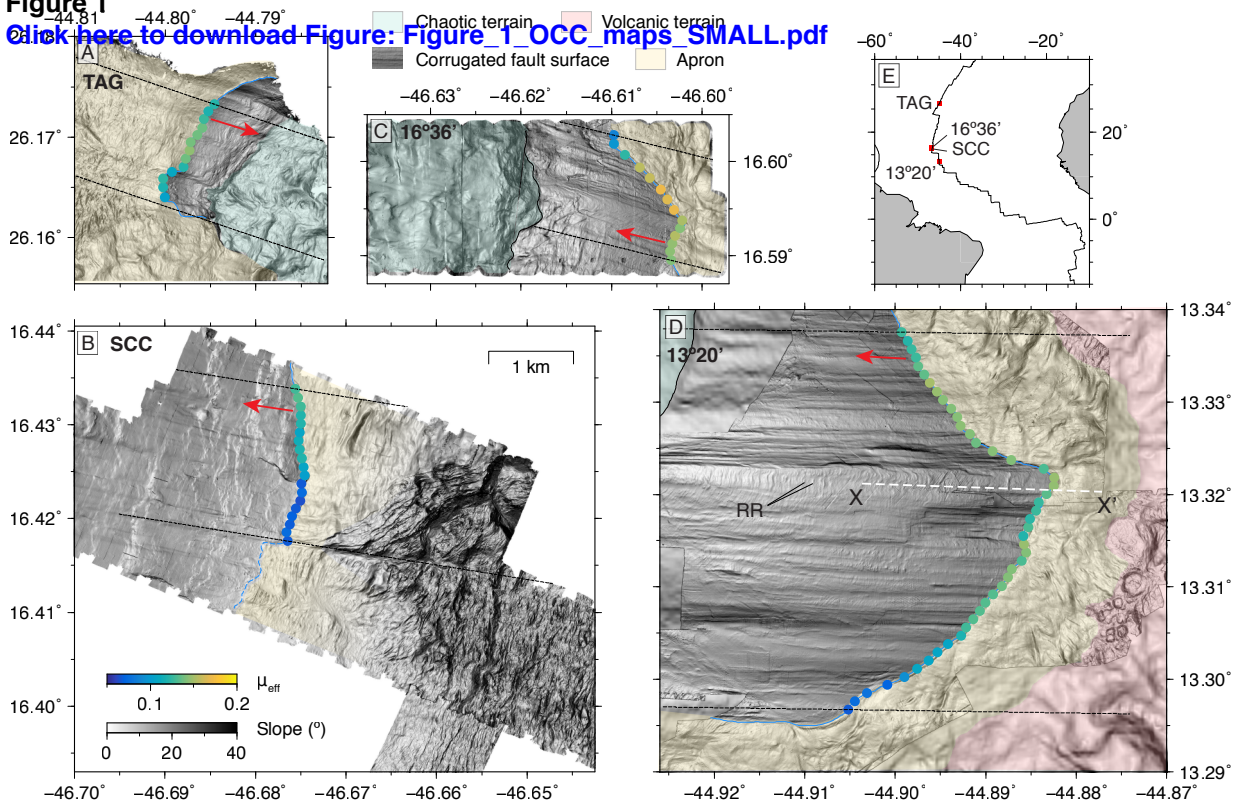 Figure 1
Click here to download Figure: Figure_1_OCC_maps_SMALL.pdf
−44.81 −44.80 −44.79
26.18°
26.17°
26.16°
A
TAG
Chaotic terrain
Volcanic terrain
Corrugated fault surface
Apron
−46.63 −46.62 −46.61 −46.60
C 16°36'
16.60°
16.59°
−60° −40° −20°
E
TAG
16°36'
SCC
13°20'
20°
0°
B SCC
1 km
16.44°
16.43°
16.42°
16.41°
16.40°
0.1 0.2
μeff
Slope (°)
0 20 40
−46.70 −46.69 −46.68 −46.67 −46.66 −46.65
D
13°20'
RR
X
X'
13.34°
13.33°
13.32°
13.31°
13.30°
13.29°
−44.92 −44.91 −44.90 −44.89 −44.88 −44.87